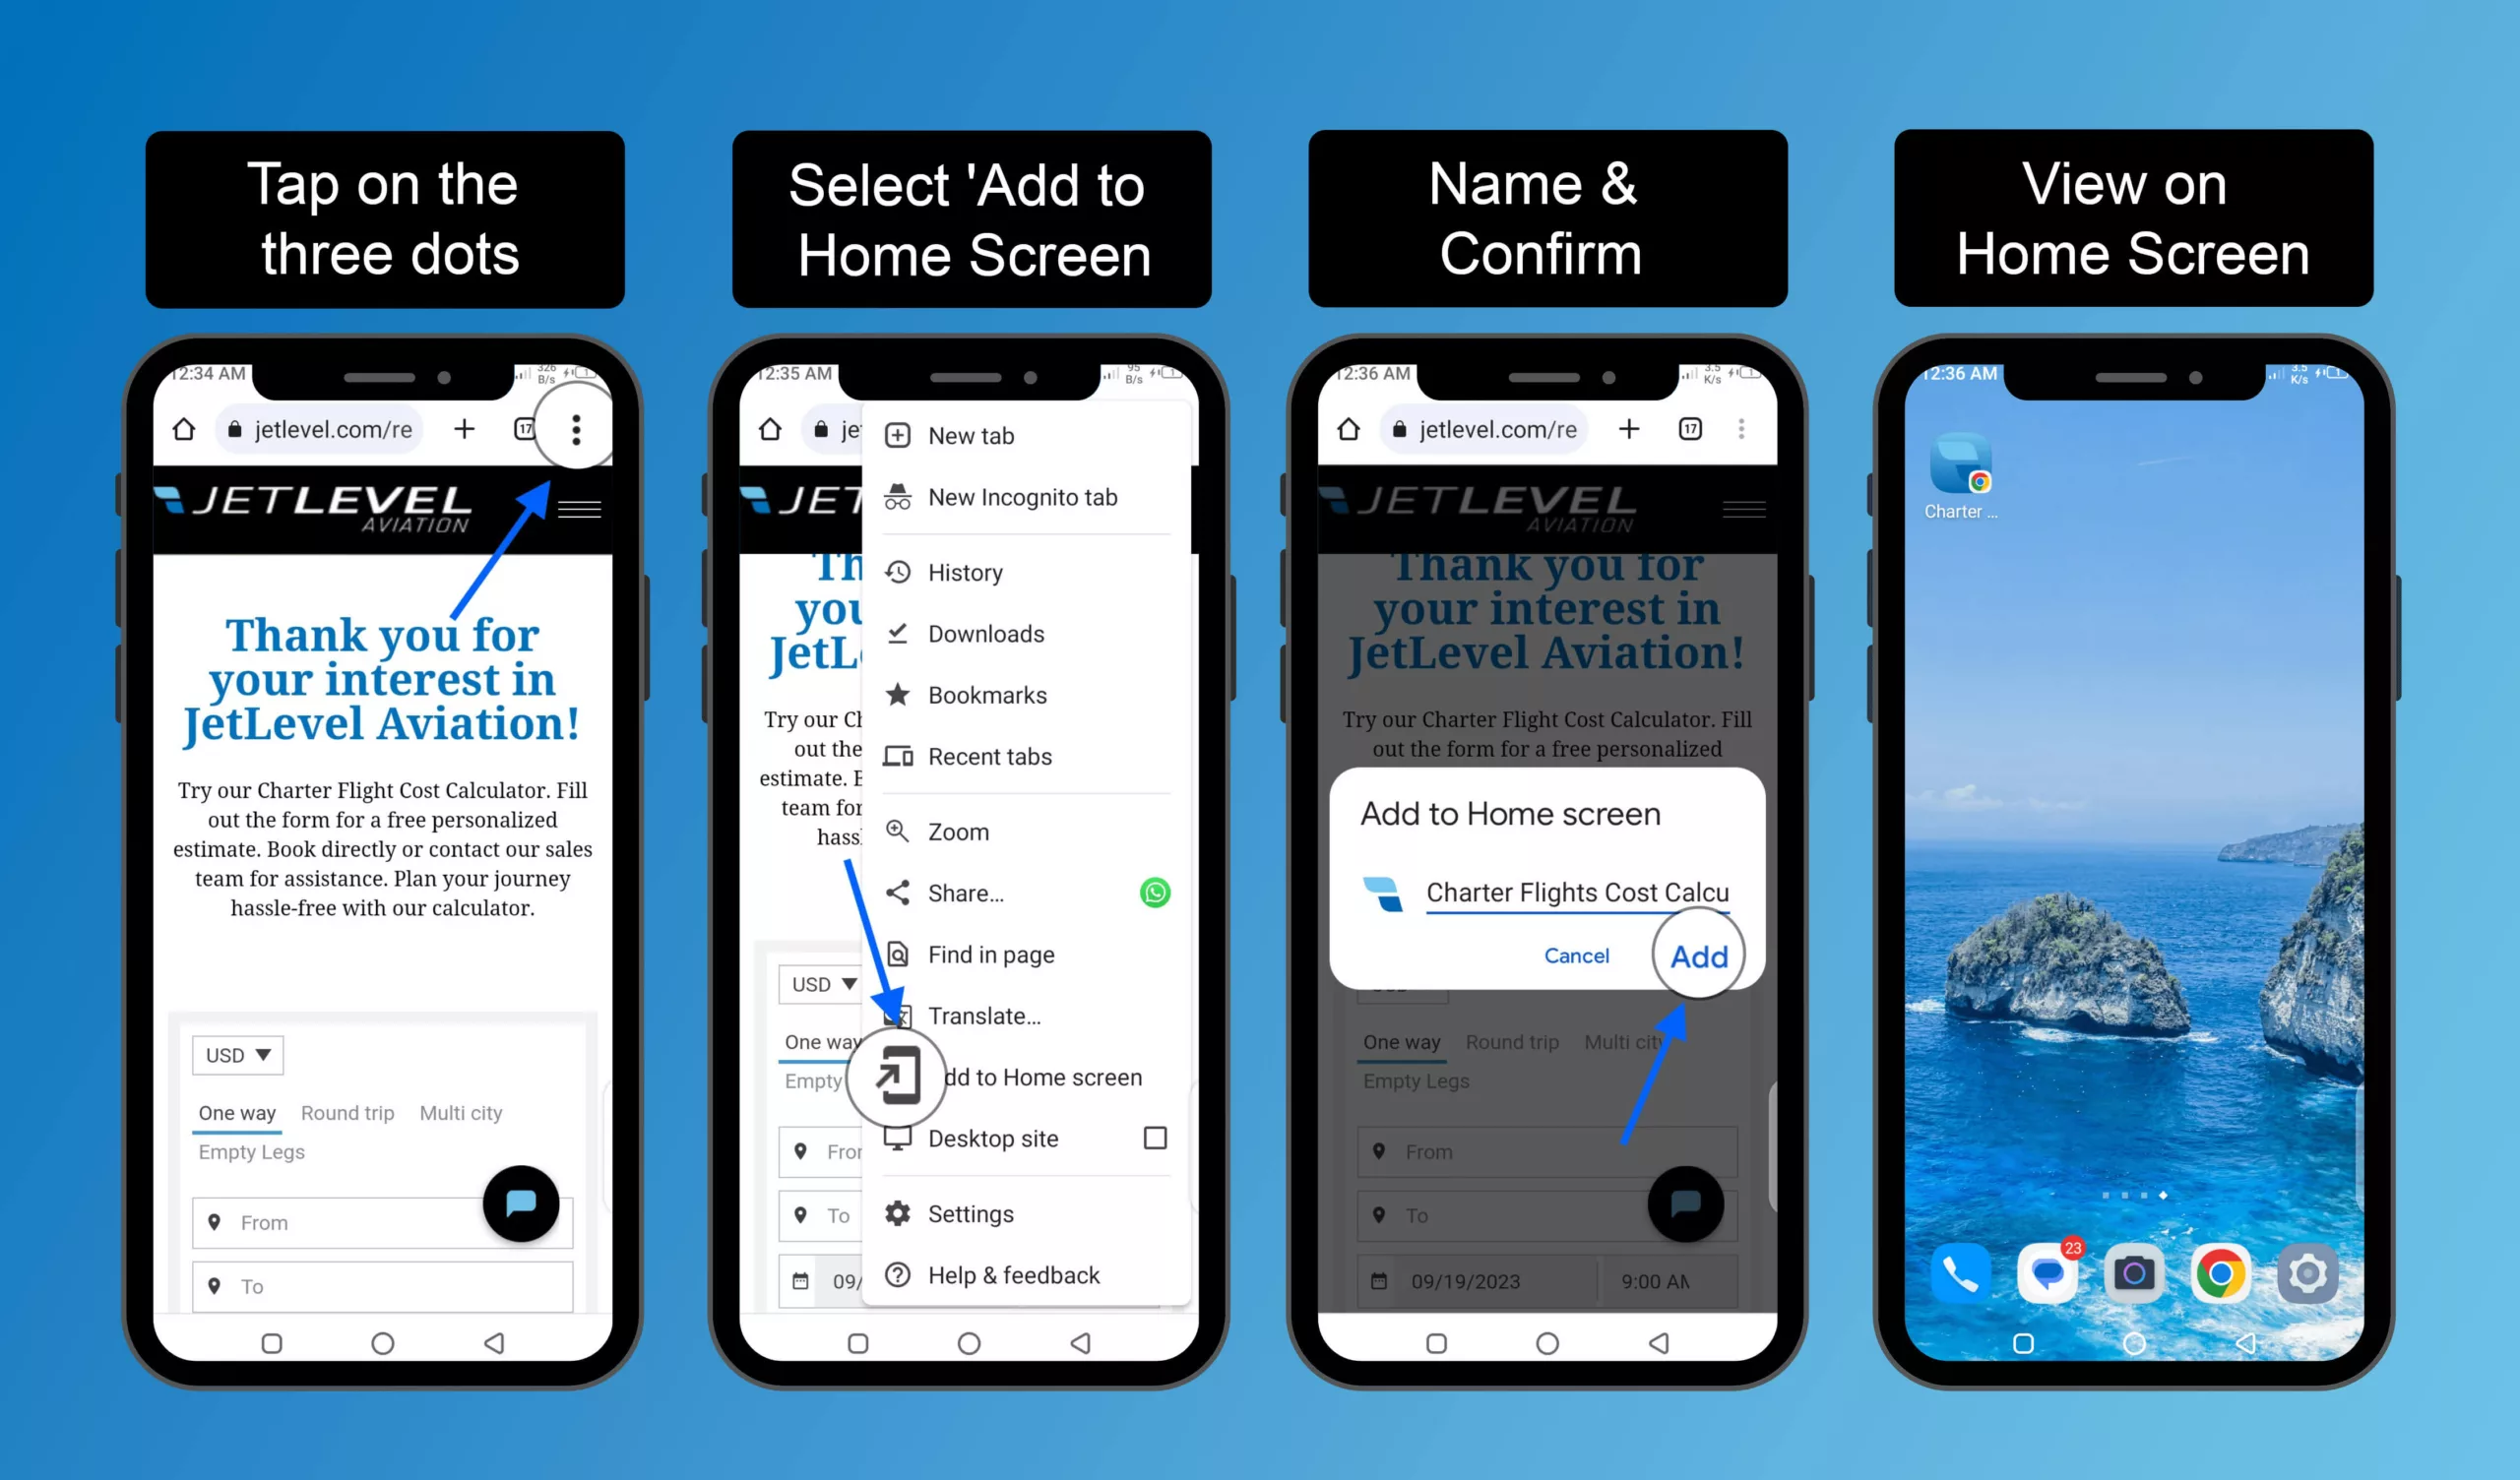 Tap on the
three dots
Select 'Add to
Home Screen
Name &
Confirm
View on
Home Screen
12:34 AM
326
B/s
jetlevel.com/re
17
JETLEVEL
AVIATION
Thank you for
your interest in
JetLevel Aviation!
Try our Charter Flight Cost Calculator. Fill
out the form for a free personalized
estimate. Book directly or contact our sales
team for assistance. Plan your journey
hassle-free with our calculator.
USD
One way Round trip Multi city
Empty Legs
From
To
12:35 AM
95
B/s
je
JET
Th
you
JetL
Try our Ch
out the
estimate. B
team for
hass
USD
One way
Empty
From
To
09/
New tab
New Incognito tab
History
Downloads
Bookmarks
Recent tabs
Zoom
Share...
Find in page
Translate...
dd to Home screen
Desktop site
Settings
Help & feedback
12:36 AM
3.5
K/s
jetlevel.com/re
17
JETLEVEL
AVIATION
Thank you for
your interest in
JetLevel Aviation!
Try our Charter Flight Cost Calculator. Fill
out the form for a free personalized
Add to Home screen
Charter Flights Cost Calcu
Cancel Add
One way Round trip Multi city
Empty Legs
From
To
09/19/2023 9:00 AM
12:36 AM
3.5
K/s
Charter ...
23